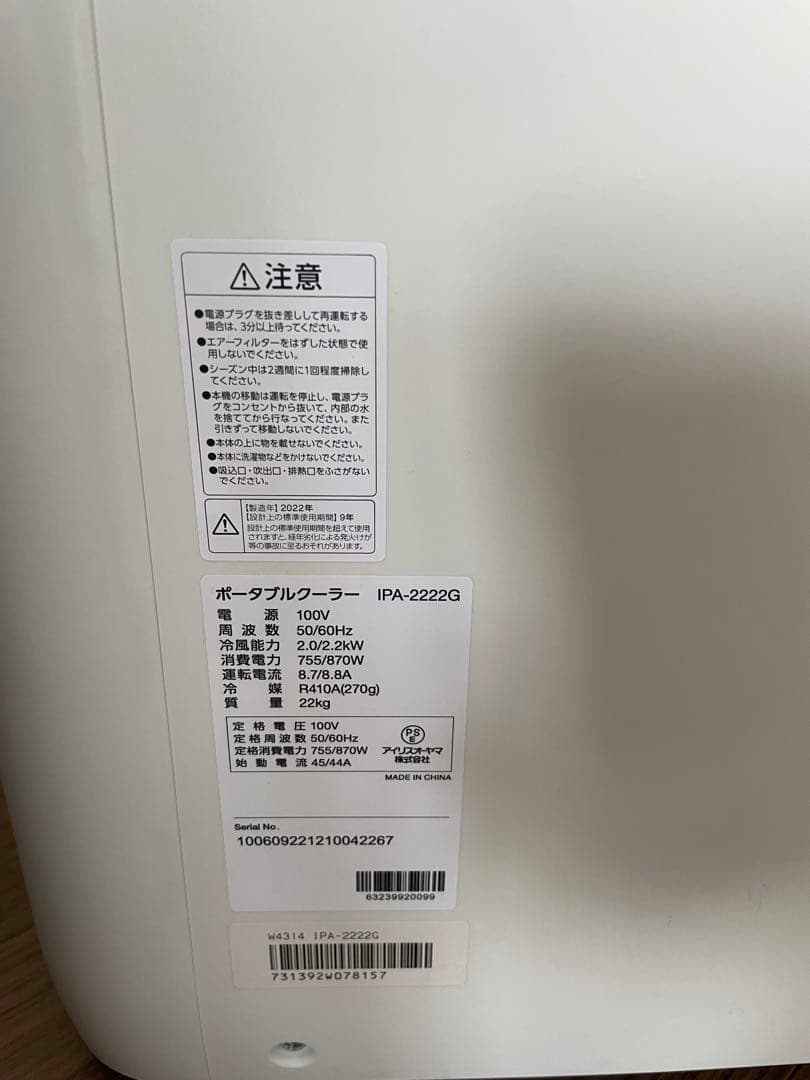 注意
●電源プラグを抜き差しして再運転する
場合は、3分以上待ってください。
●エアーフィルターをはずした状態で使
用しないでください。
●シーズン中は2週間に1回程度掃除し
てください。
●本機の移動は運転を停止し、電源プラ
グをコンセントから抜いて、内部の水
を捨ててから行なってください。また
引きずって移動しないでください。
●本体の上に物を載せないでください。
●本体に洗濯物などをかけないでください。
●吸込口・吹出口・排熱口をふさがない
でください。
【製造年】2022年
【設計上の標準使用期間】9年
設計上の標準使用期間を超えて使用
されますと、経年劣化による発火けが
等の事故に至るおそれがあります。
ポータブルクーラー IPA-2222G
電源 100V
周波数 50/60Hz
冷風能力 2.0/2.2kW
消費電力 755/870W
運転電流 8.7/8.8A
冷媒 R410A(270g)
質量 22kg
定格電圧 100V
定格周波数 50/60Hz
定格消費電力 755/870W
始動電流 45/44A
PS
E
アイリスオーヤマ
株式会社
MADE IN CHINA
Serial No.
100609221210042267
63239920099
W4314 IPA-2222G
731392W078157